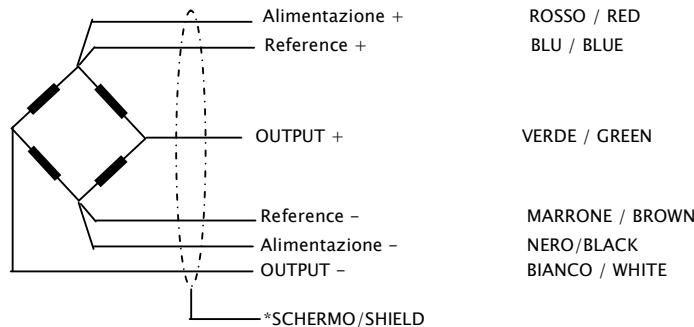 Alimentazione + ROSSO / RED
Reference + BLU / BLUE
OUTPUT + VERDE / GREEN
Reference – MARRONE / BROWN
Alimentazione - NERO/BLACK
OUTPUT – BIANCO / WHITE
*SCHERMO/SHIELD